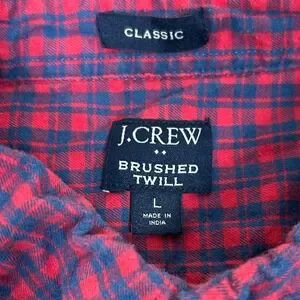 CLASSIC
J.CREW
BRUSHED
TWILL
L
MADE IN
INDIA